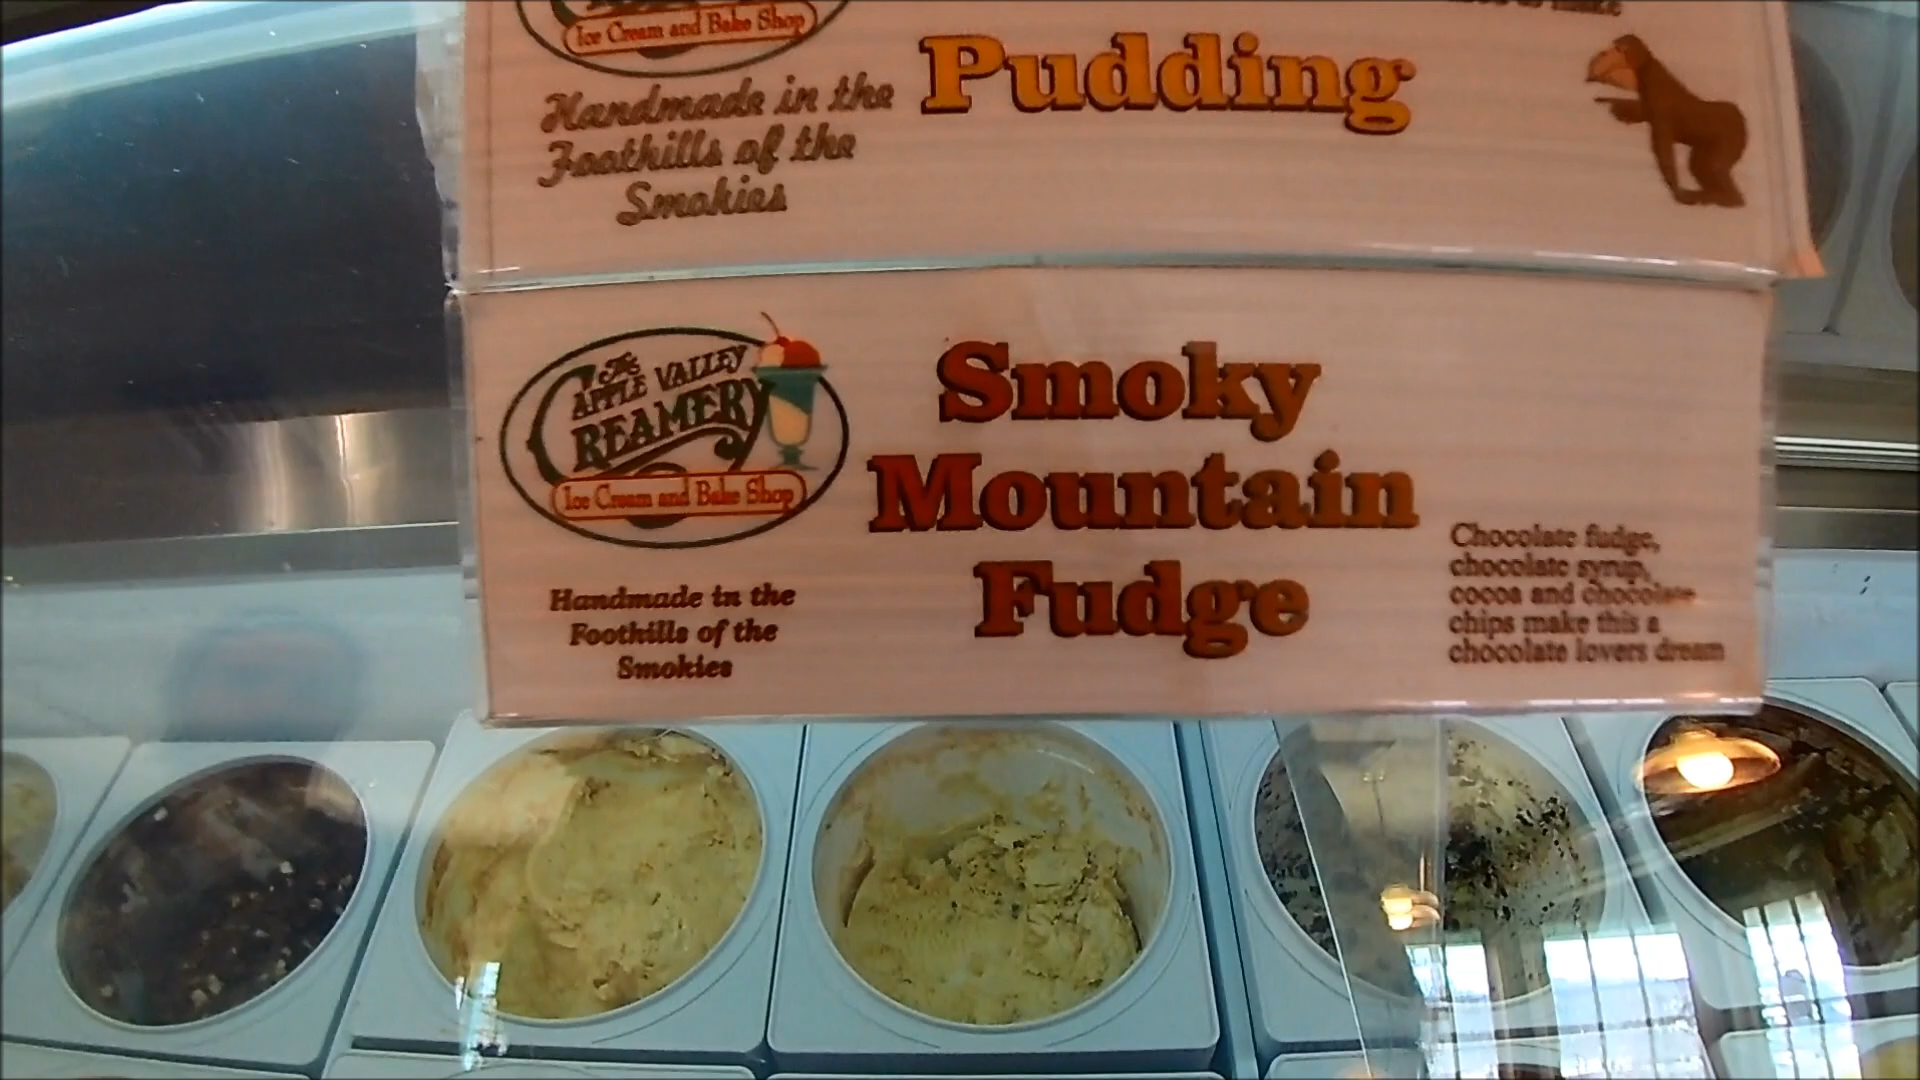 Ice Cream and Bake Shop
Handmade in the
Foothills of the
Smokies
Pudding
The
APPLE VALLEY
CREAMERY
Ice Cream and Bake Shop
Handmade in the
Foothills of the
Smokies
Smoky
Mountain
Fudge
Chocolate fudge,
chocolate syrup,
cocoa and chocolate
chips make this a
chocolate lovers dream